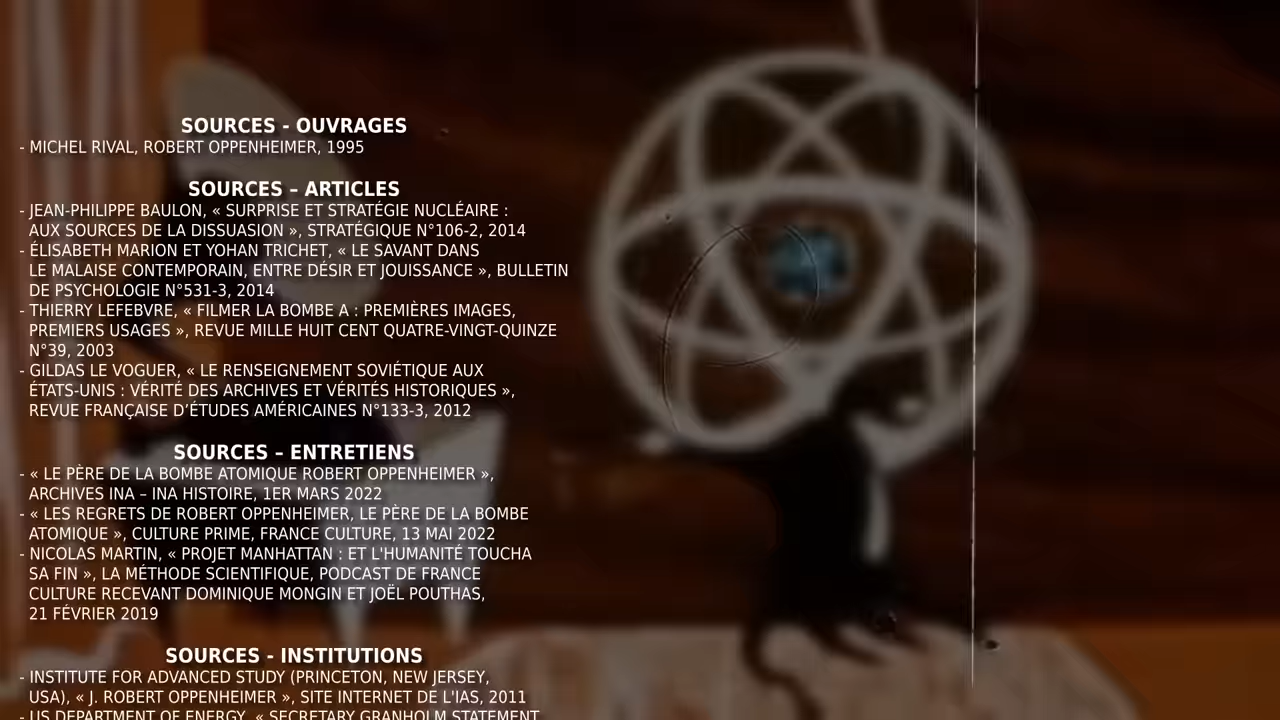 SOURCES - OUVRAGES
- MICHEL RIVAL, ROBERT OPPENHEIMER, 1995
SOURCES – ARTICLES
- JEAN-PHILIPPE BAULON, « SURPRISE ET STRATÉGIE NUCLÉAIRE :
AUX SOURCES DE LA DISSUASION », STRATÉGIQUE N°106-2, 2014
- ÉLISABETH MARION ET YOHAN TRICHET, « LE SAVANT DANS
LE MALAISE CONTEMPORAIN, ENTRE DÉSIR ET JOUISSANCE », BULLETIN
DE PSYCHOLOGIE N°531-3, 2014
- THIERRY LEFEBVRE, « FILMER LA BOMBE A : PREMIÈRES IMAGES,
PREMIERS USAGES », REVUE MILLE HUIT CENT QUATRE-VINGT-QUINZE
N°39, 2003
- GILDAS LE VOGUER, « LE RENSEIGNEMENT SOVIÉTIQUE AUX
ÉTATS-UNIS : VÉRITÉ DES ARCHIVES ET VÉRITÉS HISTORIQUES »,
REVUE FRANÇAISE D’ÉTUDES AMÉRICAINES N°133-3, 2012
SOURCES – ENTRETIENS
- « LE PÈRE DE LA BOMBE ATOMIQUE ROBERT OPPENHEIMER »,
ARCHIVES INA – INA HISTOIRE, 1ER MARS 2022
- « LES REGRETS DE ROBERT OPPENHEIMER, LE PÈRE DE LA BOMBE
ATOMIQUE », CULTURE PRIME, FRANCE CULTURE, 13 MAI 2022
- NICOLAS MARTIN, « PROJET MANHATTAN : ET L'HUMANITÉ TOUCHA
SA FIN », LA MÉTHODE SCIENTIFIQUE, PODCAST DE FRANCE
CULTURE RECEVANT DOMINIQUE MONGIN ET JOËL POUTHAS,
21 FÉVRIER 2019
SOURCES - INSTITUTIONS
- INSTITUTE FOR ADVANCED STUDY (PRINCETON, NEW JERSEY,
USA), « J. ROBERT OPPENHEIMER », SITE INTERNET DE L'IAS, 2011
- US DEPARTMENT OF ENERGY, « SECRETARY GRANHOLM STATEMENT